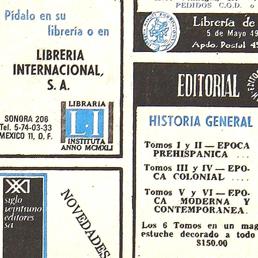 Pídalo en su
librería o en
LIBRERIA
INTERNACIONAL,
S. A.
SONORA 206
Tel. 5-74-03-33
MEXICO 11, D. F.
LIBRARIA
LI
INSTITUTA
ANNO MCMXLI
siglo
veintiuno
editores
sa
NOVEDADES
PEDIDOS C.O.D.
Librería de
5 de Mayo 49
Apdo. Postal 4
EDITORIAL
HISTORIA GENERAL
Tomos I y II — EPOCA
PREHISPANICA ....
Tomos III y IV — EPO-
CA COLONIAL ....
Tomos V y VI — EPO-
CA MODERNA Y
CONTEMPORANEA.
Los 6 Tomos en un mag
estuche decorado a todo
$150.00